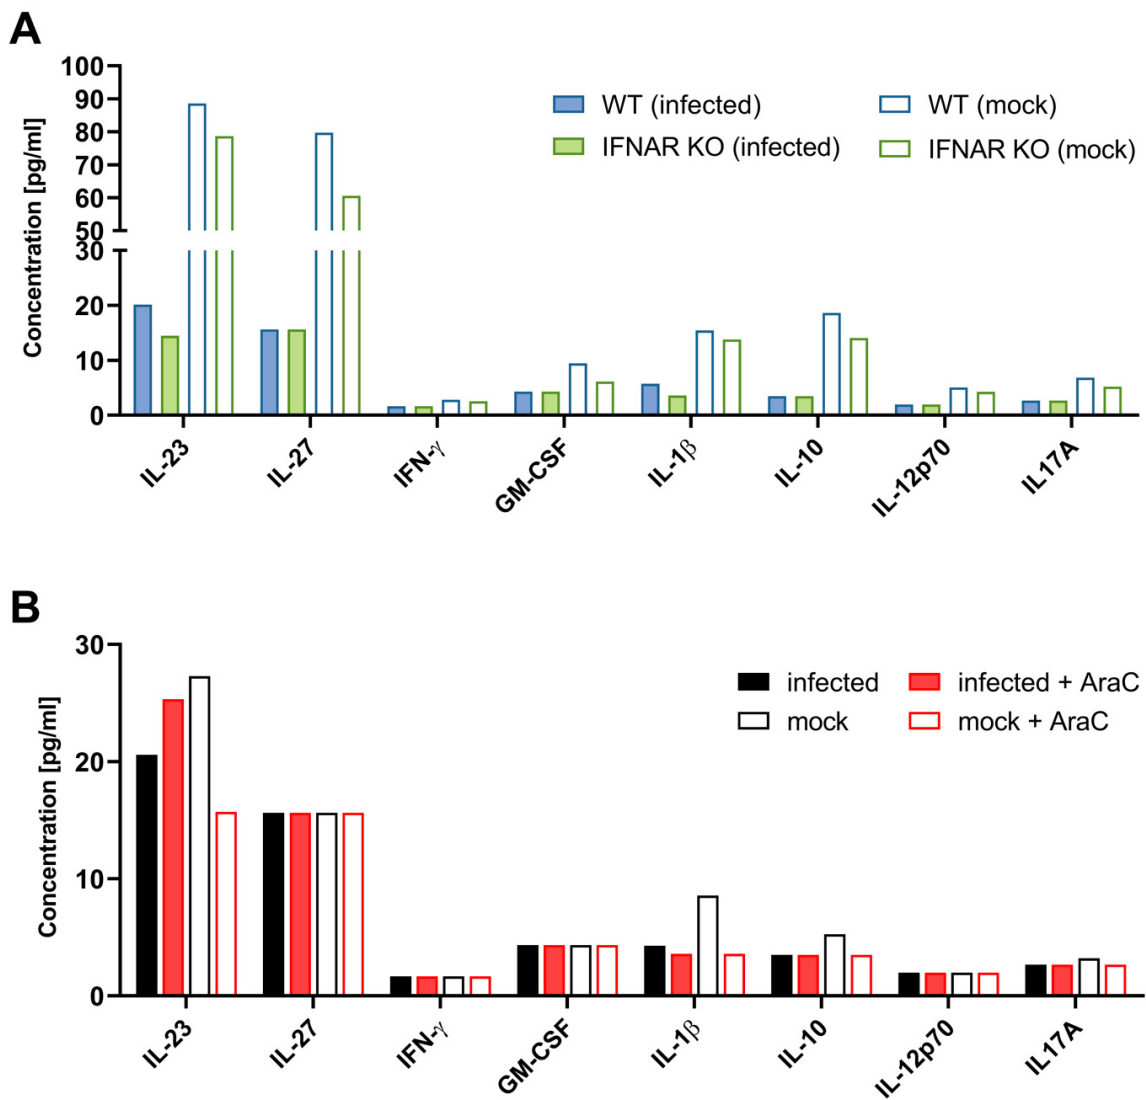 A
Concentration [pg/ml]
100
90
80
70
60
50
30
20
10
0
WT (infected)
WT (mock)
IFNAR KO (infected)
IFNAR KO (mock)
IL-23
IL-27
IFN-γ
GM-CSF
IL-1β
IL-10
IL-12p70
IL17A
B
Concentration [pg/ml]
30
20
10
0
infected
infected + AraC
mock
mock + AraC
IL-23
IL-27
IFN-γ
GM-CSF
IL-1β
IL-10
IL-12p70
IL17A